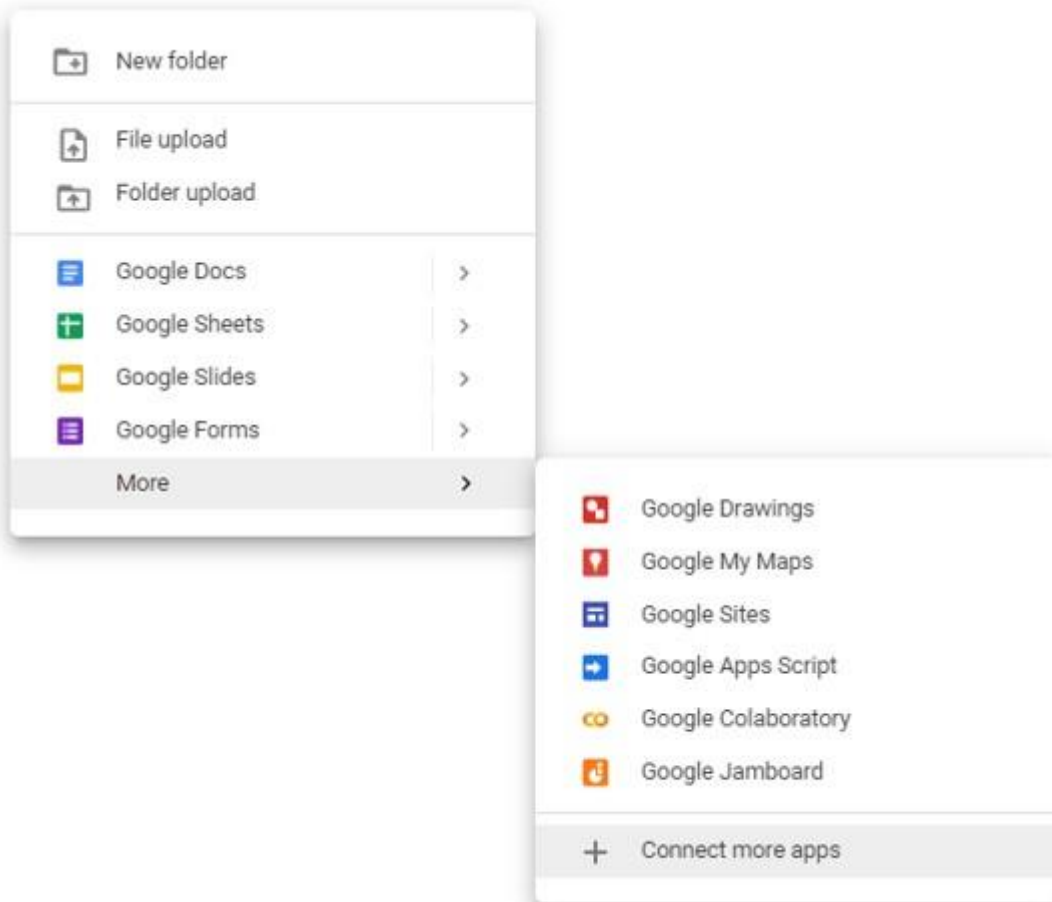 New folder
File upload
Folder upload
Google Docs
Google Sheets
Google Slides
Google Forms
More
Google Drawings
Google My Maps
Google Sites
Google Apps Script
Google Colaboratory
Google Jamboard
Connect more apps